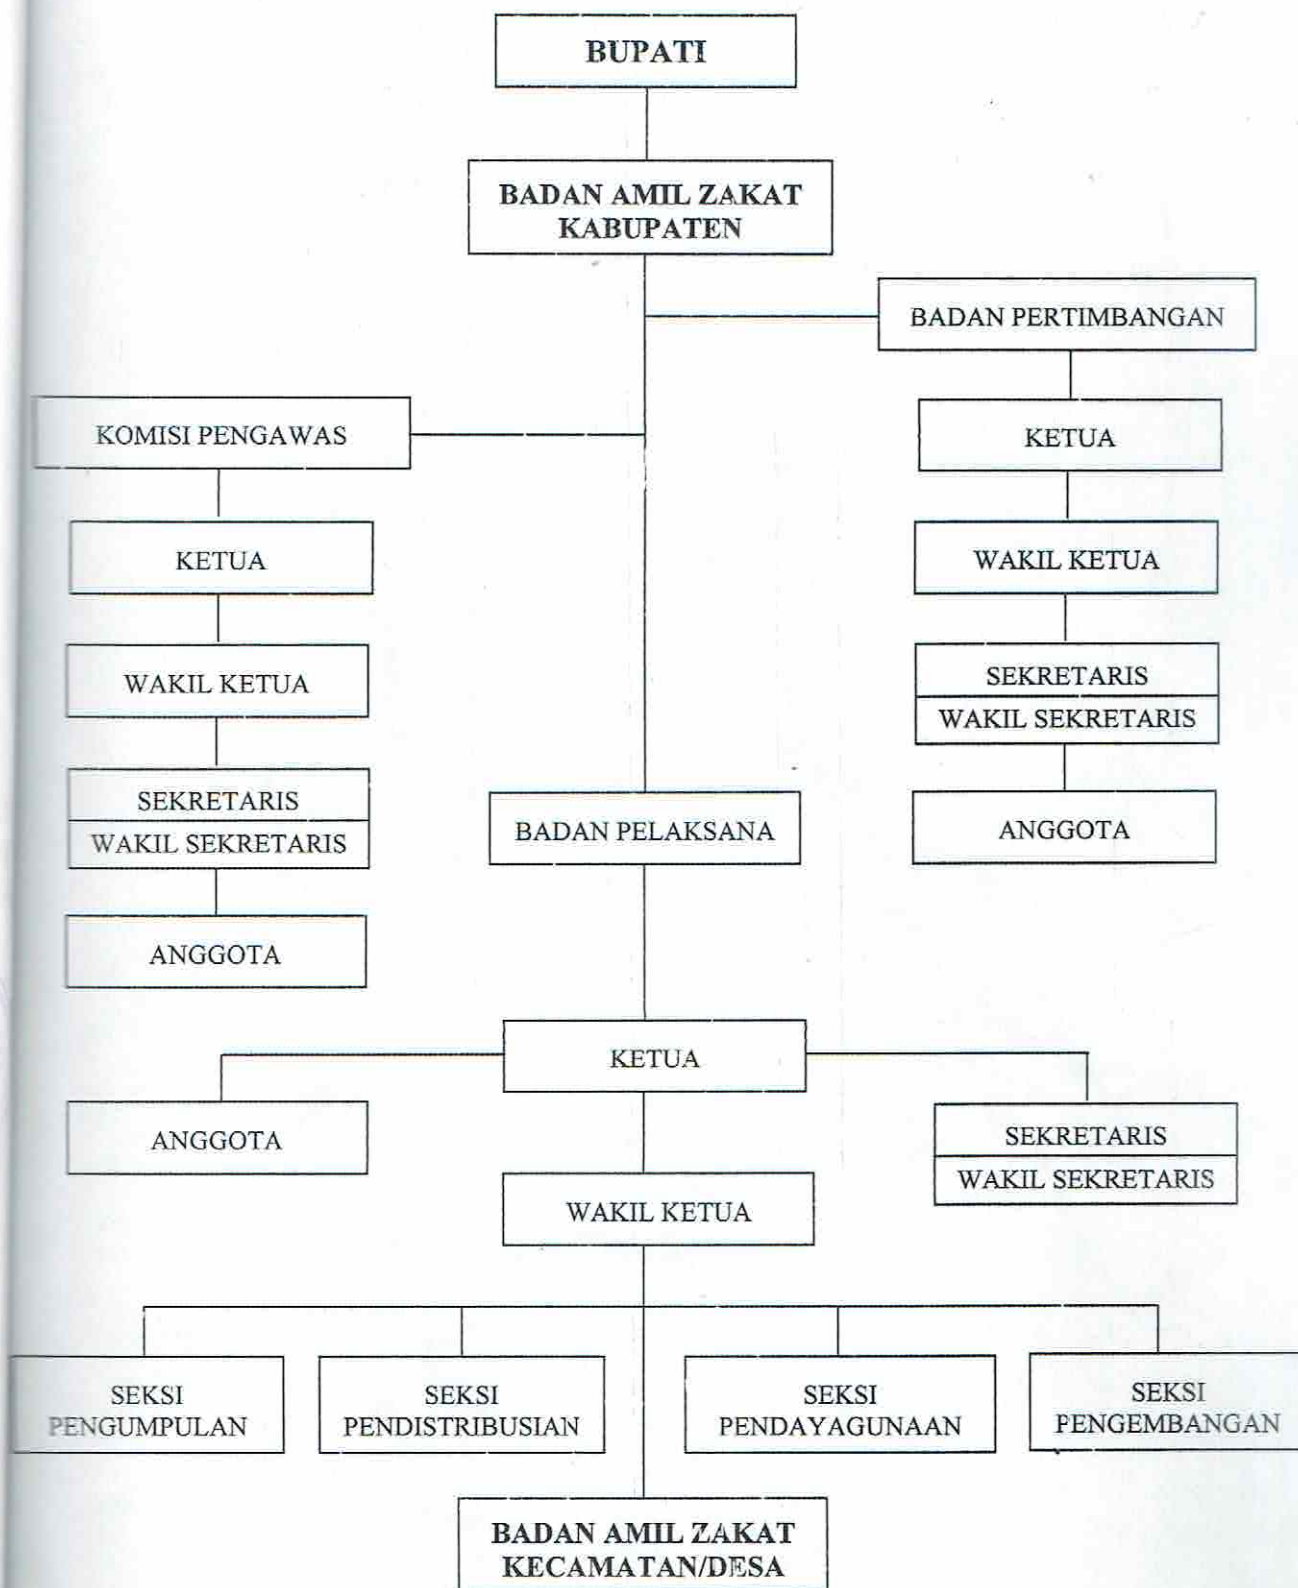 BUPATI
BADAN AMIL ZAKAT
KABUPATEN
BADAN PERTIMBANGAN
KETUA
WAKIL KETUA
SEKRETARIS
WAKIL SEKRETARIS
ANGGOTA
KOMISI PENGAWAS
KETUA
WAKIL KETUA
SEKRETARIS
WAKIL SEKRETARIS
ANGGOTA
BADAN PELAKSANA
KETUA
ANGGOTA
SEKRETARIS
WAKIL SEKRETARIS
WAKIL KETUA
SEKSI
PENGUMPULAN
SEKSI
PENDISTRIBUSIAN
SEKSI
PENDAYAGUNAAN
SEKSI
PENGEMBANGAN
BADAN AMIL ZAKAT
KECAMATAN/DESA